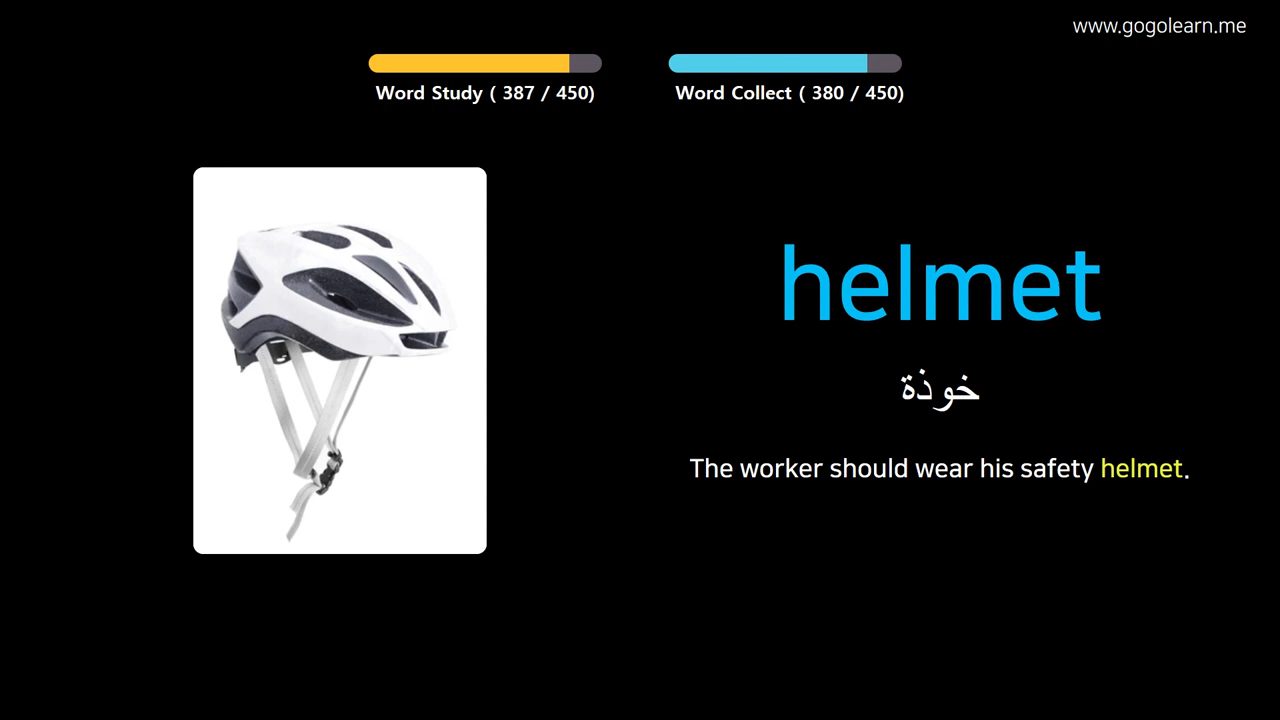 www.gogolearn.me
Word Study ( 387 / 450)
Word Collect ( 380 / 450)
helmet
خوذة
The worker should wear his safety helmet.